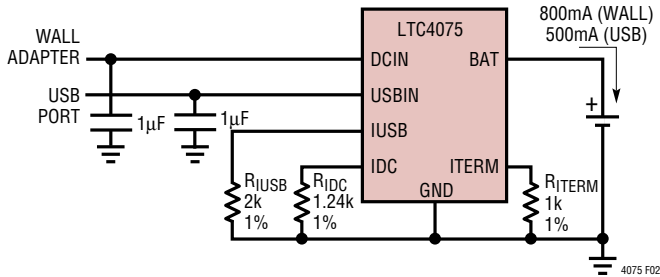 800mA (WALL)
500mA (USB)
LTC4075
WALL
ADAPTER
DCIN
BAT
USB
PORT
USBIN
+
1µF
1µF
IUSB
IDC
ITERM
GND
RIUSB
2k
1%
RIDC
1.24k
1%
RITERM
1k
1%
4075 F02